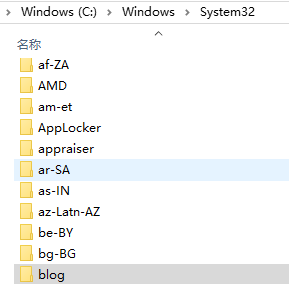 Windows (C:) > Windows > System32
名称
af-ZA
AMD
am-et
AppLocker
appraiser
ar-SA
as-IN
az-Latn-AZ
be-BY
bg-BG
blog